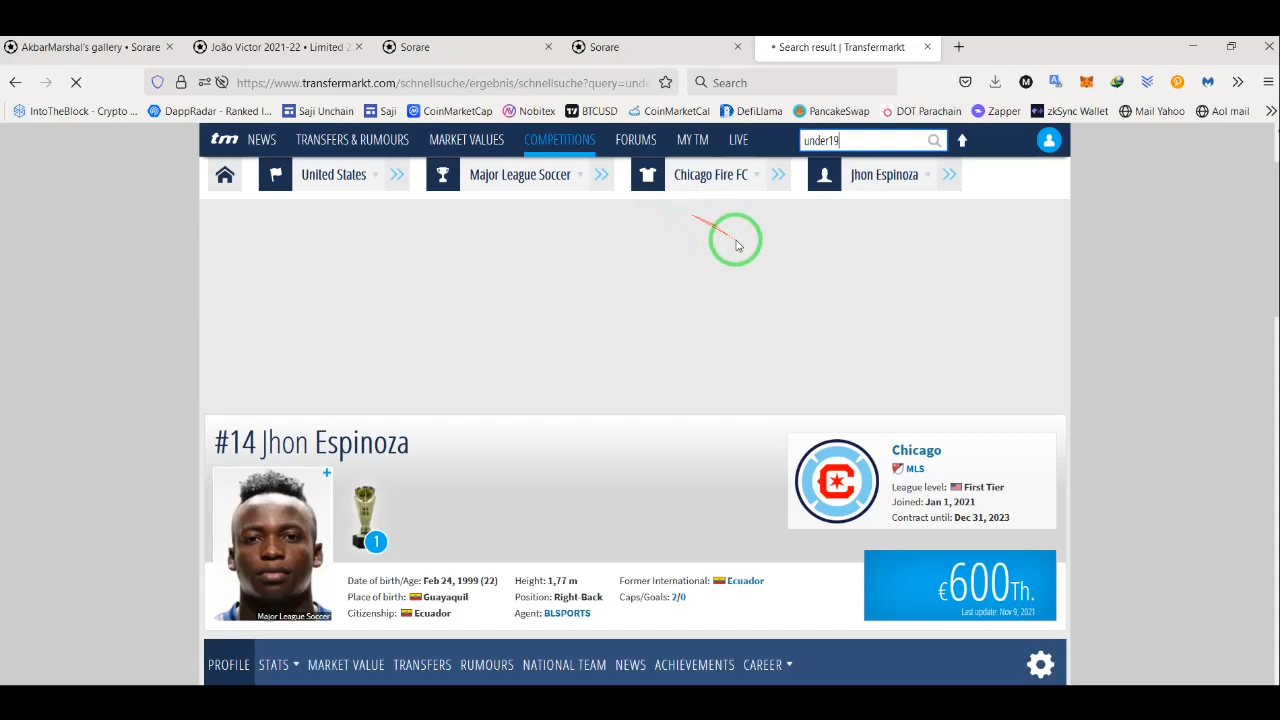 AkbarMarshal's gallery • Sorare
João Victor 2021-22 • Limited 2
Sorare
Sorare
Search result | Transfermarkt
https://www.transfermarkt.com/schnellsuche/ergebnis/schnellsuche?query=unde
Search
IntoTheBlock - Crypto ...
DappRadar - Ranked l...
Saji Unchain
Saji
CoinMarketCap
Nobitex
BTCUSD
CoinMarketCal
DefiLlama
PancakeSwap
DOT Parachain
Zapper
zkSync Wallet
Mail Yahoo
Aol mail
tm NEWS TRANSFERS & RUMOURS MARKET VALUES COMPETITIONS FORUMS MY TM LIVE under19
United States Major League Soccer Chicago Fire FC Jhon Espinoza
#14 Jhon Espinoza
1
Major League Soccer
Date of birth/Age: Feb 24, 1999 (22)
Place of birth: Guayaquil
Citizenship: Ecuador
Height: 1,77 m
Position: Right-Back
Agent: BLSPORTS
Former International: Ecuador
Caps/Goals: 2/0
Chicago
MLS
League level: First Tier
Joined: Jan 1, 2021
Contract until: Dec 31, 2023
€600Th.
Last update: Nov 9, 2021
PROFILE STATS MARKET VALUE TRANSFERS RUMOURS NATIONAL TEAM NEWS ACHIEVEMENTS CAREER